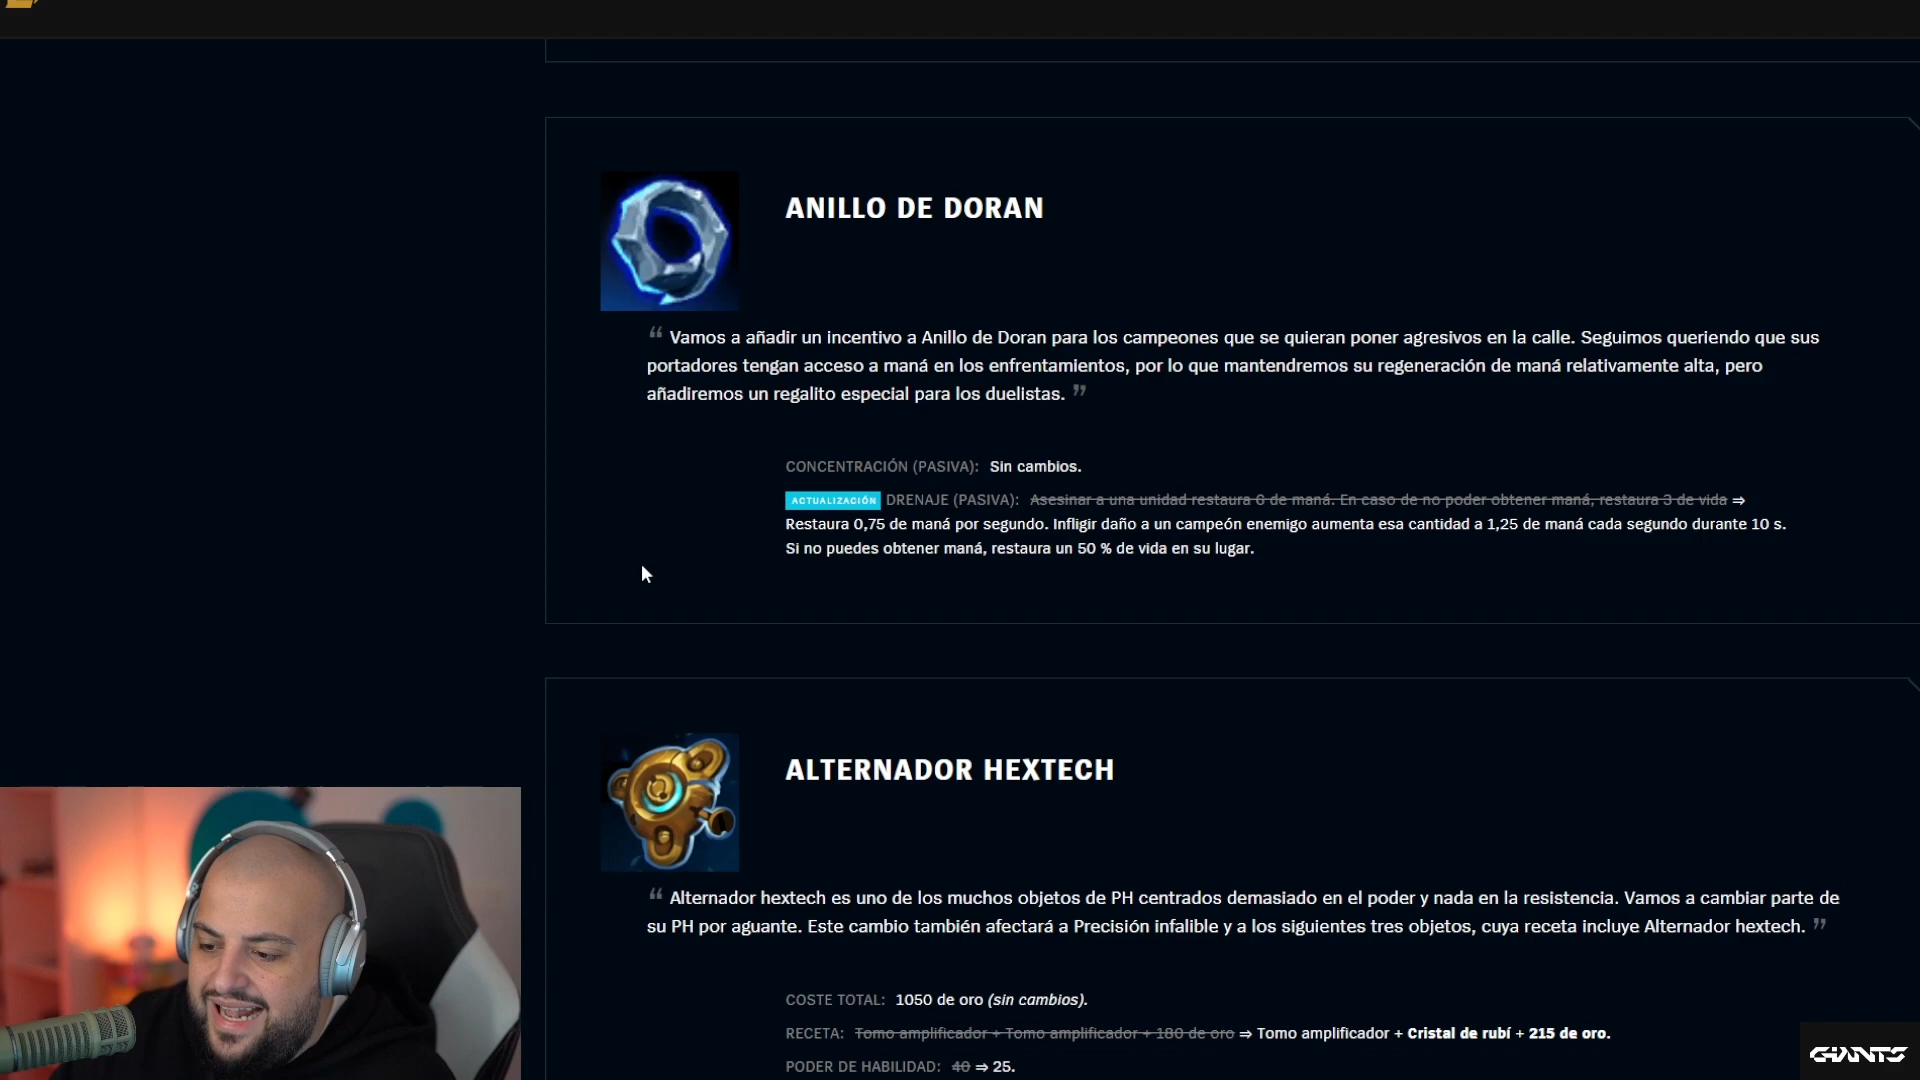 ANILLO DE DORAN
“ Vamos a añadir un incentivo a Anillo de Doran para los campeones que se quieran poner agresivos en la calle. Seguimos queriendo que sus
portadores tengan acceso a maná en los enfrentamientos, por lo que mantendremos su regeneración de maná relativamente alta, pero
añadiremos un regalito especial para los duelistas. ”
CONCENTRACIÓN (PASIVA): Sin cambios.
ACTUALIZACIÓN DRENAJE (PASIVA): Asesinar a una unidad restaura 6 de maná. En caso de no poder obtener maná, restaura 3 de vida ⇒
Restaura 0,75 de maná por segundo. Infligir daño a un campeón enemigo aumenta esa cantidad a 1,25 de maná cada segundo durante 10 s.
Si no puedes obtener maná, restaura un 50 % de vida en su lugar.
ALTERNADOR HEXTECH
“ Alternador hextech es uno de los muchos objetos de PH centrados demasiado en el poder y nada en la resistencia. Vamos a cambiar parte de
su PH por aguante. Este cambio también afectará a Precisión infalible y a los siguientes tres objetos, cuya receta incluye Alternador hextech. ”
COSTE TOTAL: 1050 de oro (sin cambios).
RECETA: Tomo amplificador + Tomo amplificador + 180 de oro ⇒ Tomo amplificador + Cristal de rubí + 215 de oro.
PODER DE HABILIDAD: 40 ⇒ 25.
GIANTS